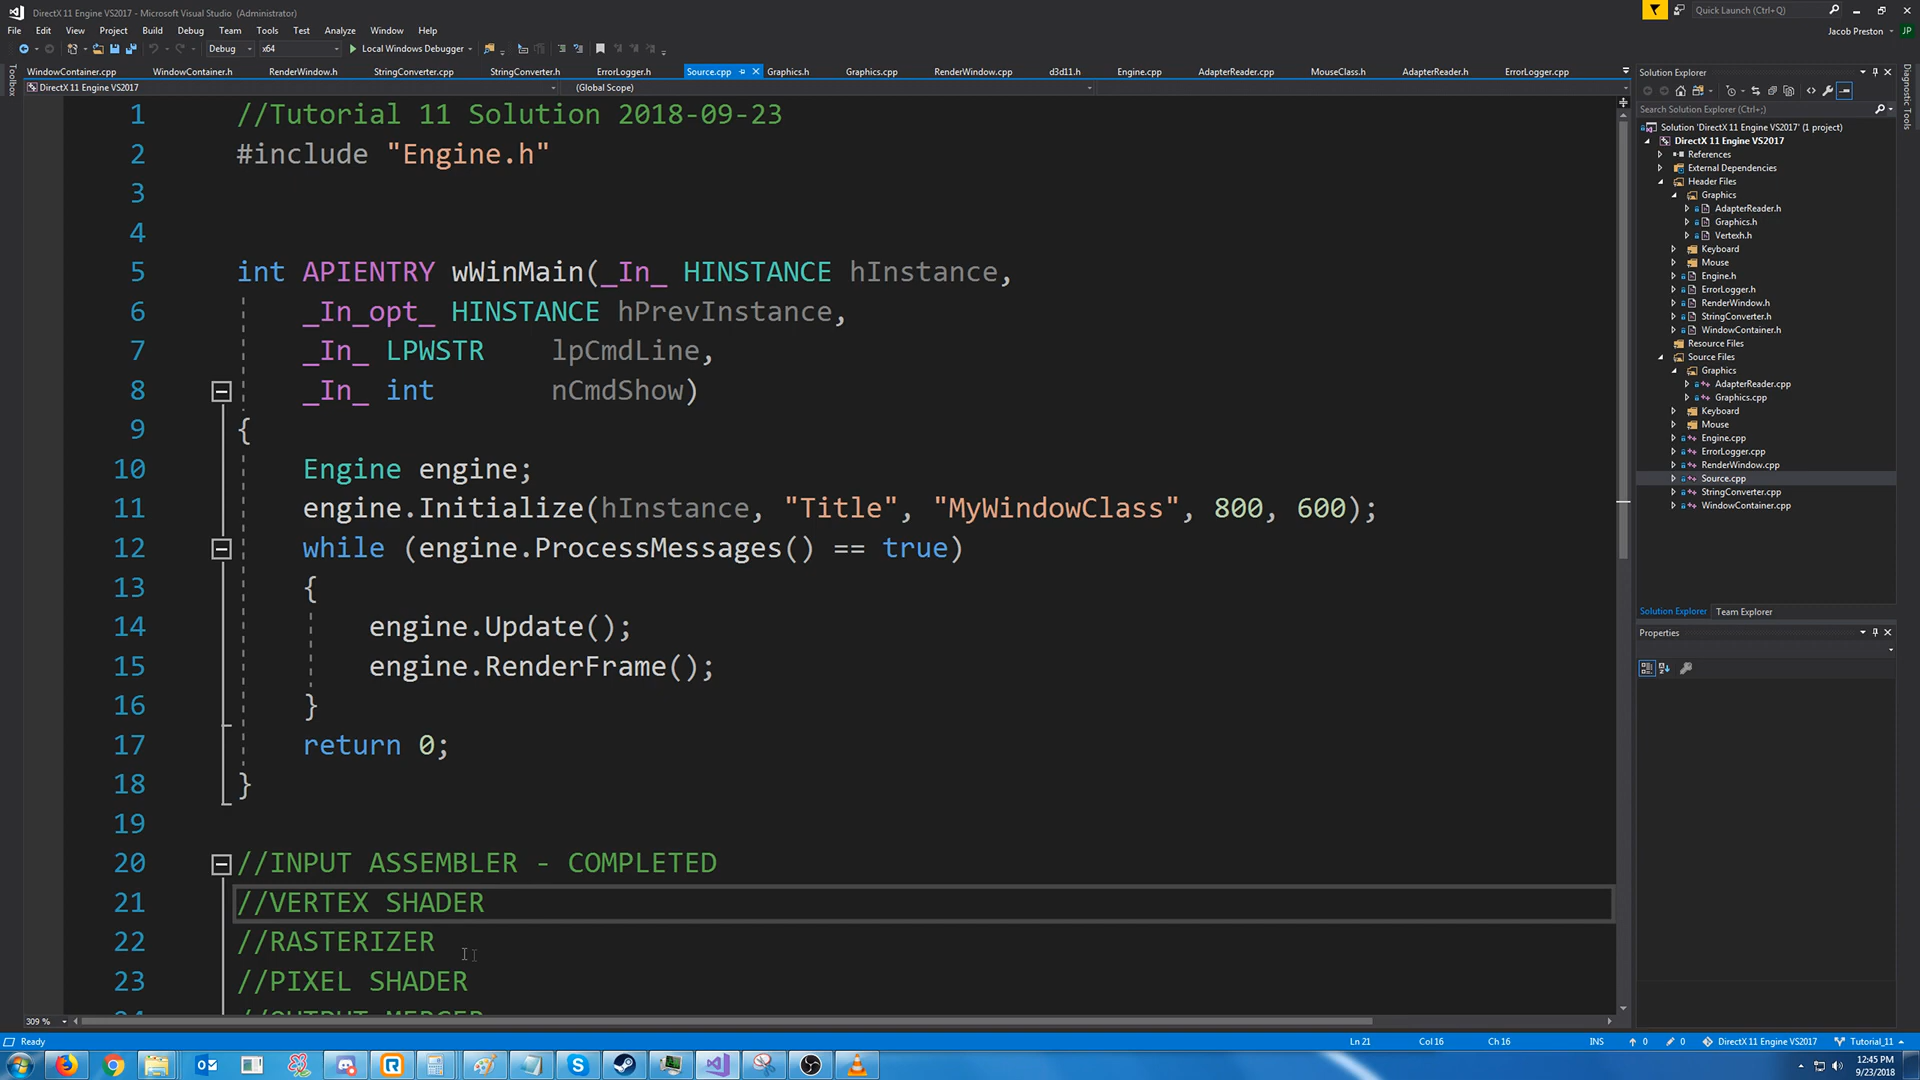 DirectX 11 Engine VS2017 - Microsoft Visual Studio (Administrator)
Quick Launch (Ctrl+Q)
File Edit View Project Build Debug Team Tools Test Analyze Window Help
Jacob Preston JP
Debug x64 Local Windows Debugger
WindowContainer.cpp WindowContainer.h RenderWindow.h StringConverter.cpp StringConverter.h ErrorLogger.h Source.cpp Graphics.h Graphics.cpp RenderWindow.cpp d3d11.h Engine.cpp AdapterReader.cpp MouseClass.h AdapterReader.h ErrorLogger.cpp
DirectX 11 Engine VS2017 (Global Scope)
Toolbox
1 //Tutorial 11 Solution 2018-09-23
2 #include "Engine.h"
3
4
5 int APIENTRY wWinMain(_In_ HINSTANCE hInstance,
6 _In_opt_ HINSTANCE hPrevInstance,
7 _In_ LPWSTR    lpCmdLine,
8 _In_ int       nCmdShow)
9 {
10 Engine engine;
11 engine.Initialize(hInstance, "Title", "MyWindowClass", 800, 600);
12 while (engine.ProcessMessages() == true)
13 {
14 engine.Update();
15 engine.RenderFrame();
16 }
17 return 0;
18 }
19
20 //INPUT ASSEMBLER - COMPLETED
21 //VERTEX SHADER
22 //RASTERIZER
23 //PIXEL SHADER
24 //OUTPUT MERGER
309 %
Solution Explorer
Search Solution Explorer (Ctrl+;)
Solution 'DirectX 11 Engine VS2017' (1 project)
DirectX 11 Engine VS2017
References
External Dependencies
Header Files
Graphics
AdapterReader.h
Graphics.h
Vertexh.h
Keyboard
Mouse
Engine.h
ErrorLogger.h
RenderWindow.h
StringConverter.h
WindowContainer.h
Resource Files
Source Files
Graphics
AdapterReader.cpp
Graphics.cpp
Keyboard
Mouse
Engine.cpp
ErrorLogger.cpp
RenderWindow.cpp
Source.cpp
StringConverter.cpp
WindowContainer.cpp
Solution Explorer Team Explorer
Properties
Diagnostic Tools
Ready Ln 21 Col 16 Ch 16 INS 0 0 DirectX 11 Engine VS2017 Tutorial_11
12:45 PM
9/23/2018